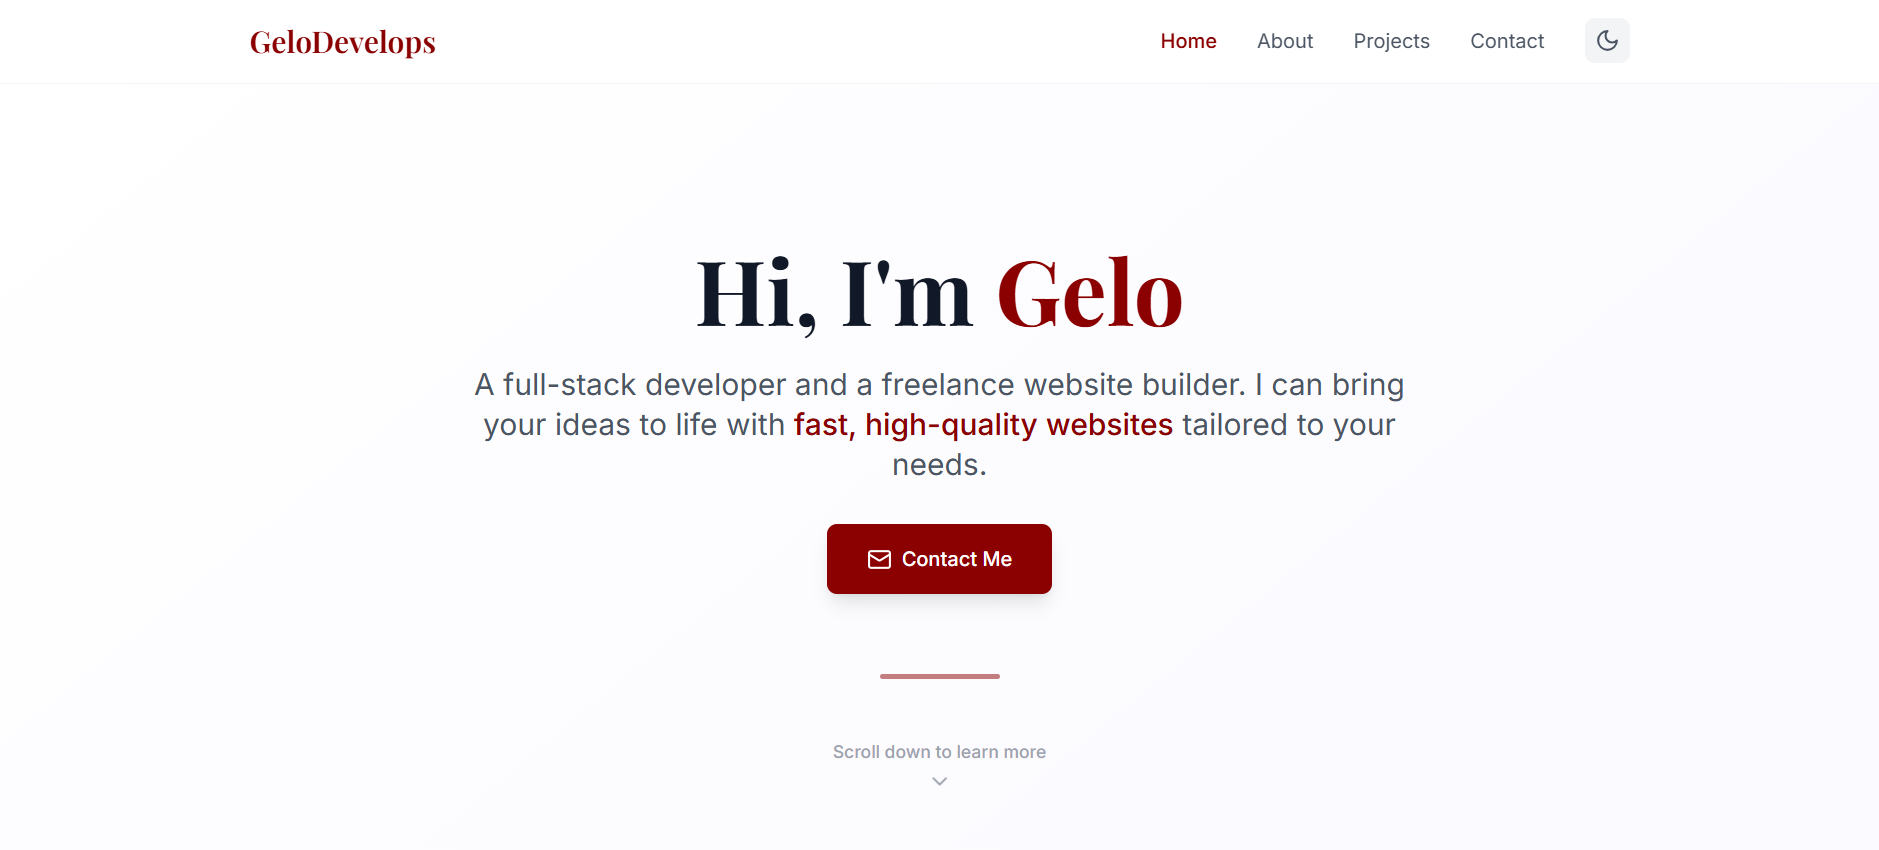 GeloDevelops
Home
About
Projects
Contact
Hi, I'm Gelo
A full-stack developer and a freelance website builder. I can bring
your ideas to life with fast, high-quality websites tailored to your
needs.
Contact Me
Scroll down to learn more